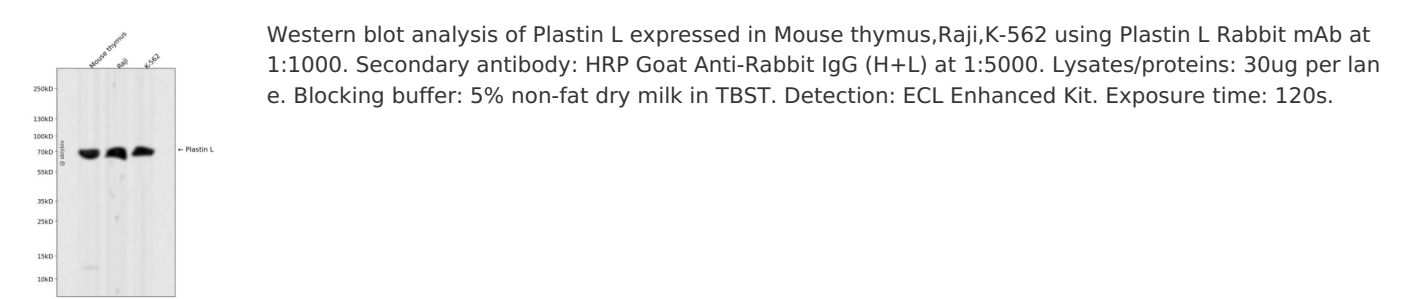 Western blot analysis of Plastin L expressed in Mouse thymus,Raji,K-562 using Plastin L Rabbit mAb at
1:1000. Secondary antibody: HRP Goat Anti-Rabbit IgG (H+L) at 1:5000. Lysates/proteins: 30ug per lan
e. Blocking buffer: 5% non-fat dry milk in TBST. Detection: ECL Enhanced Kit. Exposure time: 120s.
Mouse thymus
Raji
K-562
250kD
130kD
100kD
70kD
55kD
35kD
25kD
15kD
10kD
← Plastin L